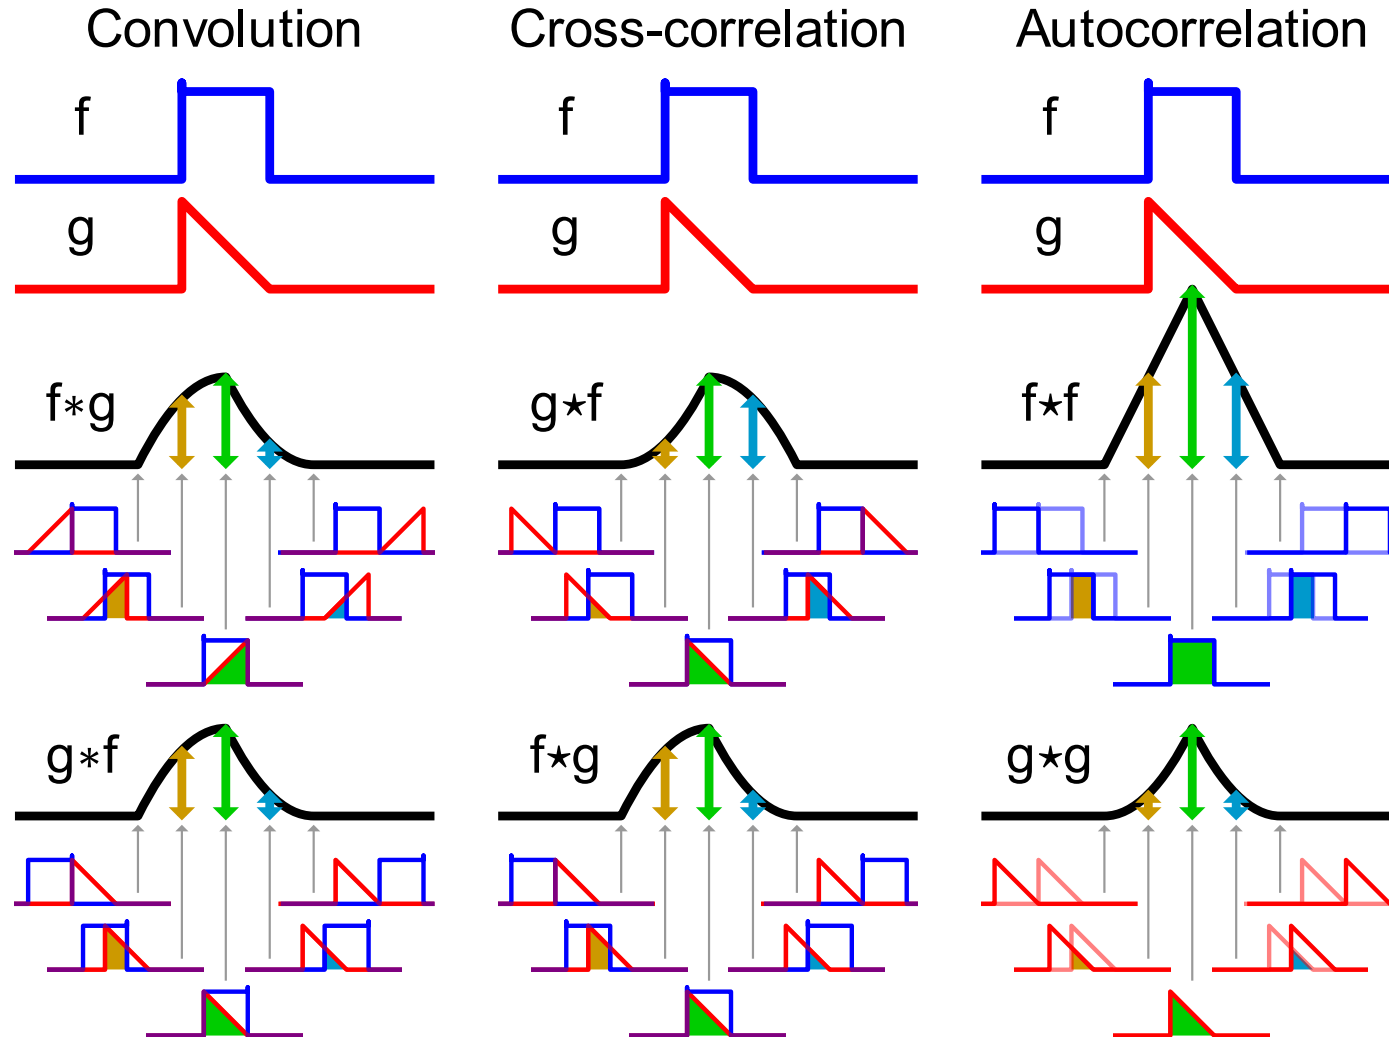 Convolution Cross-correlation Autocorrelation
f f f
g g g
f∗g g⋆f f⋆f
g∗f f⋆g g⋆g